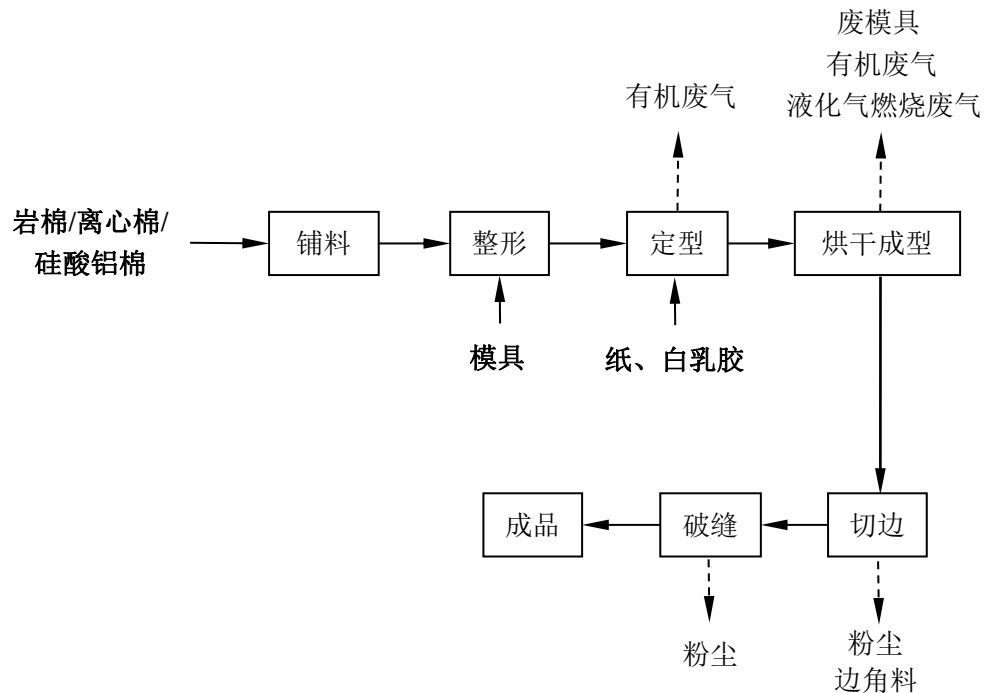 废模具
有机废气
液化气燃烧废气
有机废气
岩棉/离心棉/
硅酸铝棉
铺料
整形
定型
烘干成型
模具
纸、白乳胶
成品
破缝
切边
粉尘
粉尘
边角料